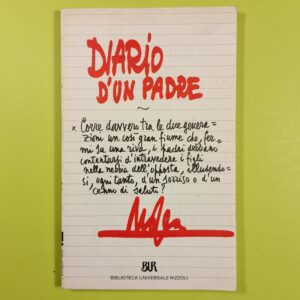 DIARIO
D'UN PADRE
~
× Corre davvero tra le due genera=
zioni un così gran fiume che, fer=
mi su una riva, i padri debbano
contentarsi d'intravedere i figli
nella nebbia dell'opposta, illudendo=
si, ogni tanto, d'un sorriso o d'un
cenno di saluto?
BUR
BIBLIOTECA UNIVERSALE RIZZOLI